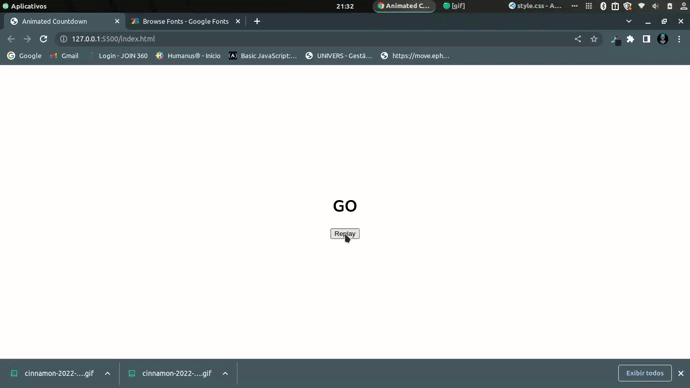 Aplicativos
21:32
Animated C...
[gif]
style.css - A...
Animated Countdown
Browse Fonts - Google Fonts
127.0.0.1:5500/index.html
Google
Gmail
Login - JOIN 360
Humanus® - Início
Basic JavaScript:...
UNIVERS - Gestã...
https://move.eph...
GO
Replay
cinnamon-2022-....gif
cinnamon-2022-....gif
Exibir todos